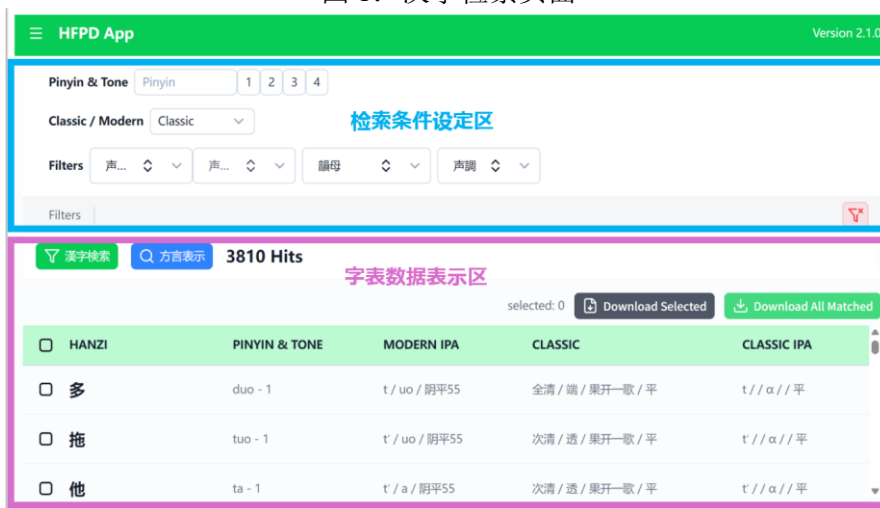 HFPD App
Version 2.1.0
Pinyin & Tone Pinyin 1 2 3 4
Classic / Modern Classic
检索条件设定区
Filters 声... 声... 韻母 声調
Filters
漢字検索 方言表示 3810 Hits
字表数据表示区
selected: 0 Download Selected Download All Matched
HANZI PINYIN & TONE MODERN IPA CLASSIC CLASSIC IPA
多 duo - 1 t / uo / 阴平55 全清 / 端 / 果开一歌 / 平 t / / ɑ / / 平
拖 tuo - 1 t' / uo / 阴平55 次清 / 透 / 果开一歌 / 平 t' / / ɑ / / 平
他 ta - 1 t' / a / 阴平55 次清 / 透 / 果开一歌 / 平 t' / / ɑ / / 平